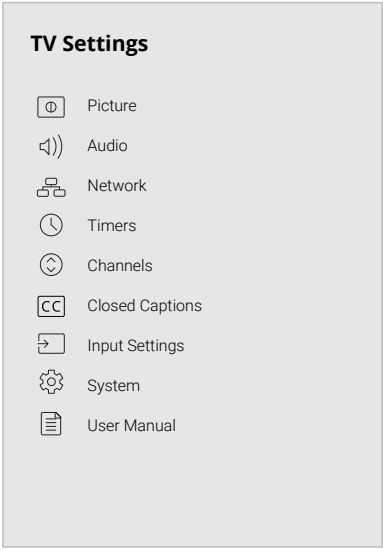 TV Settings
Picture
Audio
Network
Timers
Channels
CC Closed Captions
Input Settings
System
User Manual